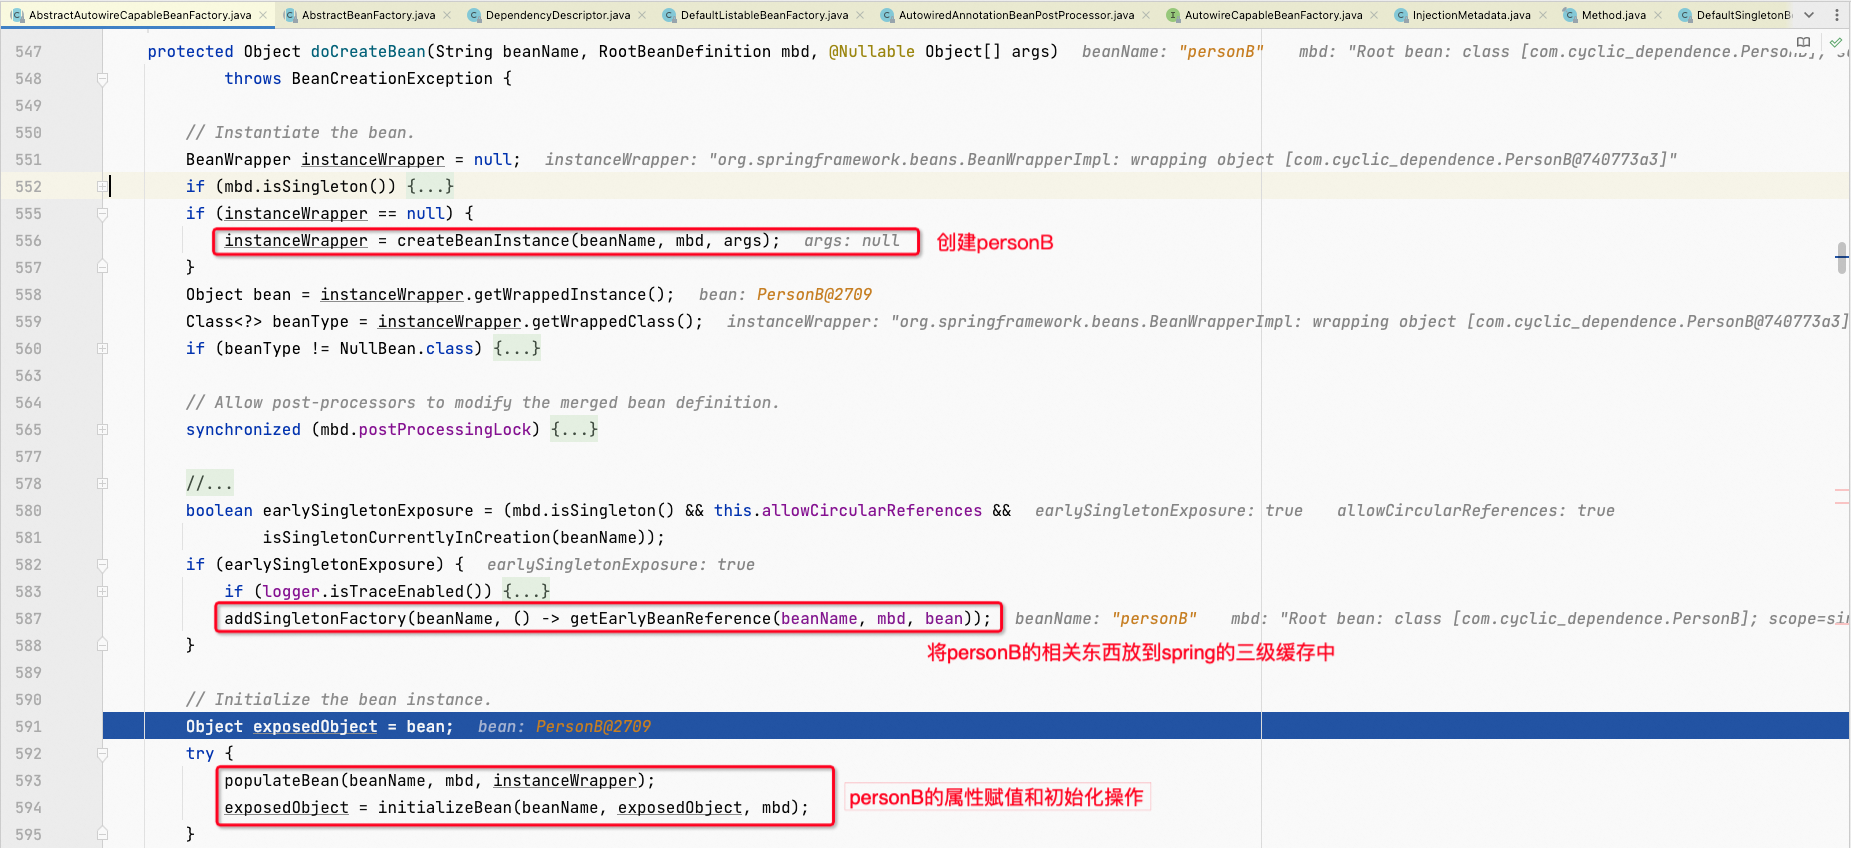 AbstractAutowireCapableBeanFactory.java AbstractBeanFactory.java DependencyDescriptor.java DefaultListableBeanFactory.java AutowiredAnnotationBeanPostProcessor.java AutowireCapableBeanFactory.java InjectionMetadata.java Method.java DefaultSingletonB
547 protected Object doCreateBean(String beanName, RootBeanDefinition mbd, @Nullable Object[] args) beanName: "personB" mbd: "Root bean: class [com.cyclic_dependence.PersonB]; sc
548 throws BeanCreationException {
549
550 // Instantiate the bean.
551 BeanWrapper instanceWrapper = null; instanceWrapper: "org.springframework.beans.BeanWrapperImpl: wrapping object [com.cyclic_dependence.PersonB@740773a3]"
552 if (mbd.isSingleton()) {...}
555 if (instanceWrapper == null) {
556 instanceWrapper = createBeanInstance(beanName, mbd, args); args: null 创建personB
557 }
558 Object bean = instanceWrapper.getWrappedInstance(); bean: PersonB@2709
559 Class<?> beanType = instanceWrapper.getWrappedClass(); instanceWrapper: "org.springframework.beans.BeanWrapperImpl: wrapping object [com.cyclic_dependence.PersonB@740773a3]
560 if (beanType != NullBean.class) {...}
563
564 // Allow post-processors to modify the merged bean definition.
565 synchronized (mbd.postProcessingLock) {...}
577
578 //...
580 boolean earlySingletonExposure = (mbd.isSingleton() && this.allowCircularReferences && earlySingletonExposure: true allowCircularReferences: true
581 isSingletonCurrentlyInCreation(beanName));
582 if (earlySingletonExposure) { earlySingletonExposure: true
583 if (logger.isTraceEnabled()) {...}
587 addSingletonFactory(beanName, () -> getEarlyBeanReference(beanName, mbd, bean)); beanName: "personB" mbd: "Root bean: class [com.cyclic_dependence.PersonB]; scope=sin
588 }
将personB的相关东西放到spring的三级缓存中
589
590 // Initialize the bean instance.
591 Object exposedObject = bean; bean: PersonB@2709
592 try {
593 populateBean(beanName, mbd, instanceWrapper);
personB的属性赋值和初始化操作
594 exposedObject = initializeBean(beanName, exposedObject, mbd);
595 }